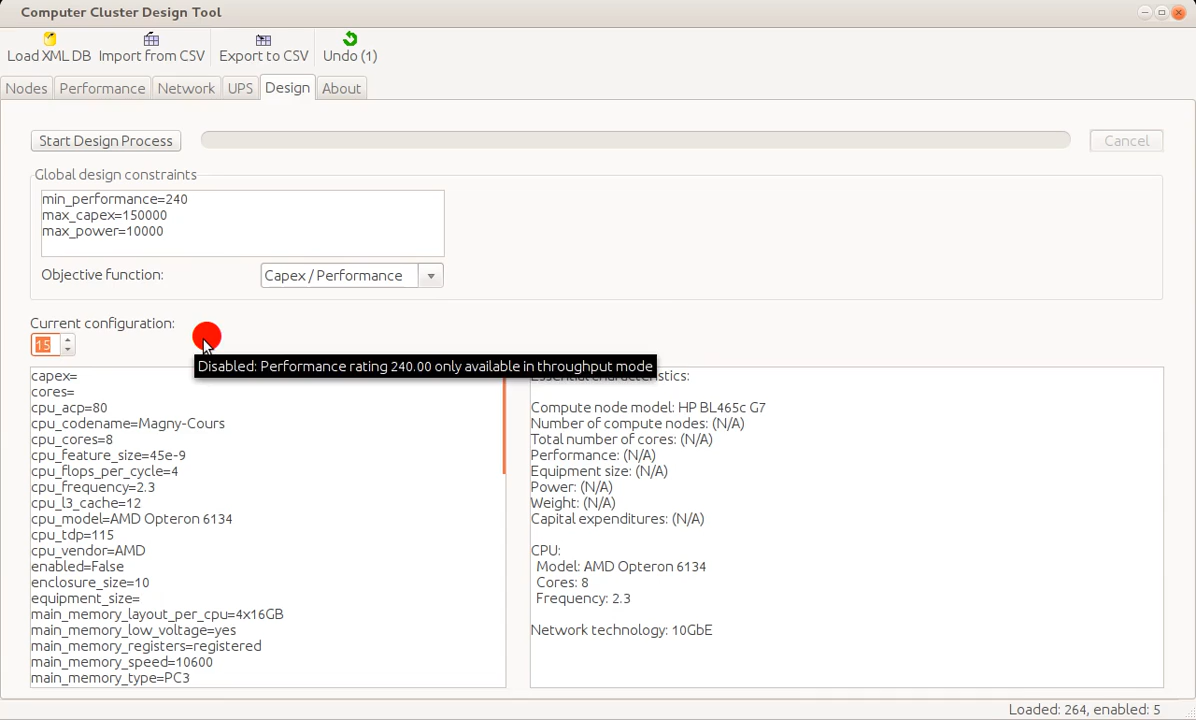 Computer Cluster Design Tool
Load XML DB Import from CSV Export to CSV Undo (1)
Nodes Performance Network UPS Design About
Start Design Process Cancel
Global design constraints
min_performance=240
max_capex=150000
max_power=10000
Objective function: Capex / Performance
Current configuration:
15
Disabled: Performance rating 240.00 only available in throughput mode
capex=
cores=
cpu_acp=80
cpu_codename=Magny-Cours
cpu_cores=8
cpu_feature_size=45e-9
cpu_flops_per_cycle=4
cpu_frequency=2.3
cpu_l3_cache=12
cpu_model=AMD Opteron 6134
cpu_tdp=115
cpu_vendor=AMD
enabled=False
enclosure_size=10
equipment_size=
main_memory_layout_per_cpu=4x16GB
main_memory_low_voltage=yes
main_memory_registers=registered
main_memory_speed=10600
main_memory_type=PC3
Essential characteristics:
Compute node model: HP BL465c G7
Number of compute nodes: (N/A)
Total number of cores: (N/A)
Performance: (N/A)
Equipment size: (N/A)
Power: (N/A)
Weight: (N/A)
Capital expenditures: (N/A)
CPU:
Model: AMD Opteron 6134
Cores: 8
Frequency: 2.3
Network technology: 10GbE
Loaded: 264, enabled: 5